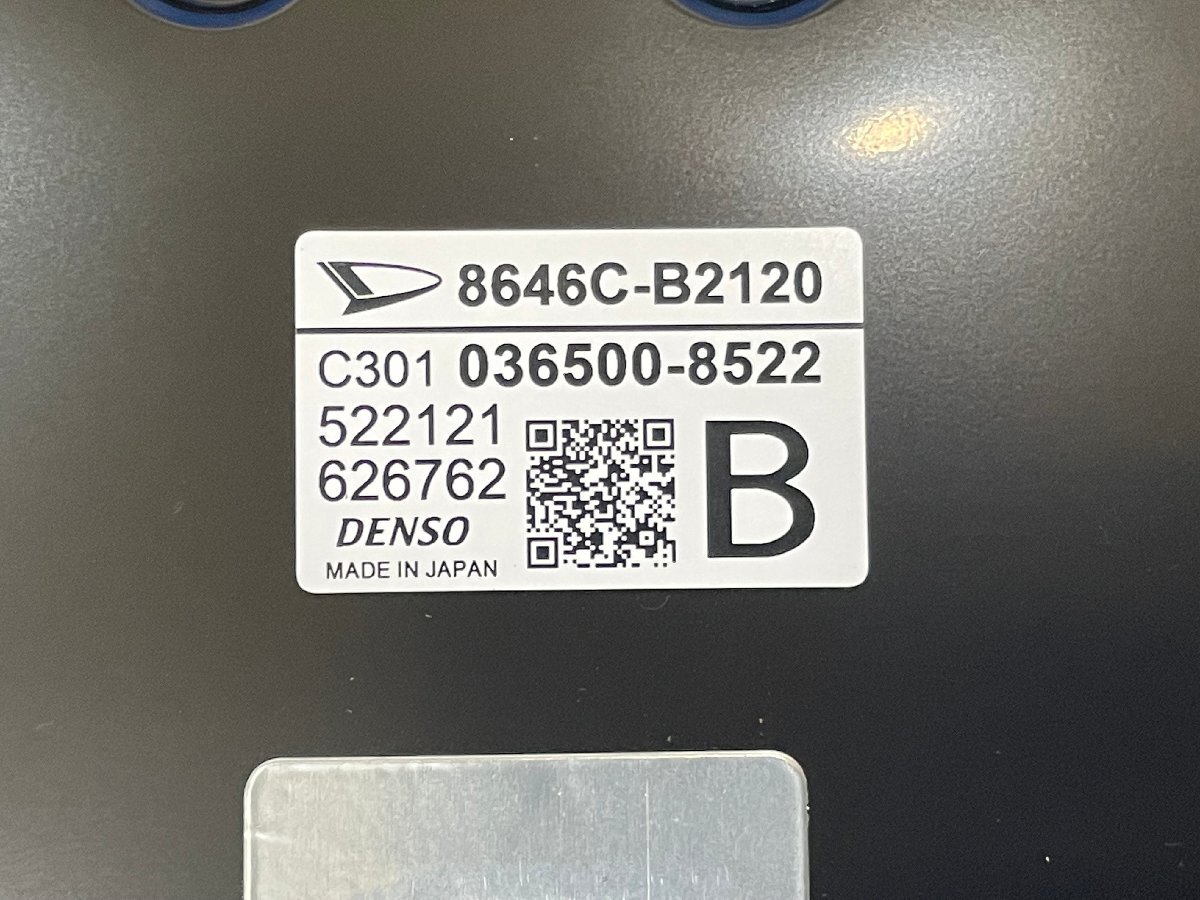 8646C-B2120
C301 036500-8522
522121
626762
B
DENSO
MADE IN JAPAN